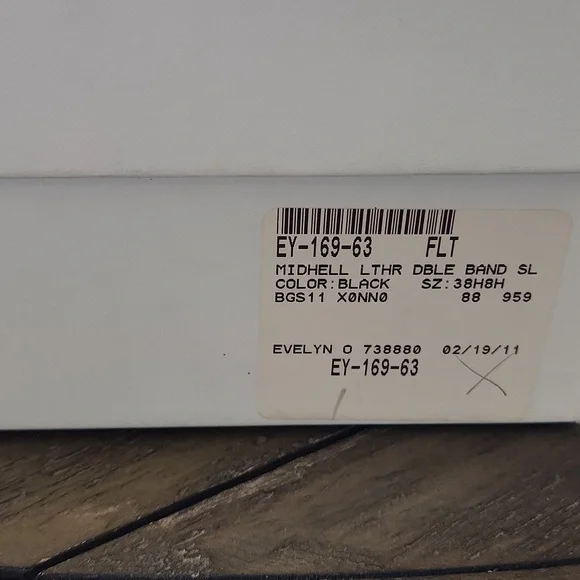 EY-169-63 FLT
MIDHELL LTHR DBLE BAND SL
COLOR:BLACK SZ:38H8H
BGS11 X0NN0 88 959
EVELYN O 738880 02/19/11
EY-169-63